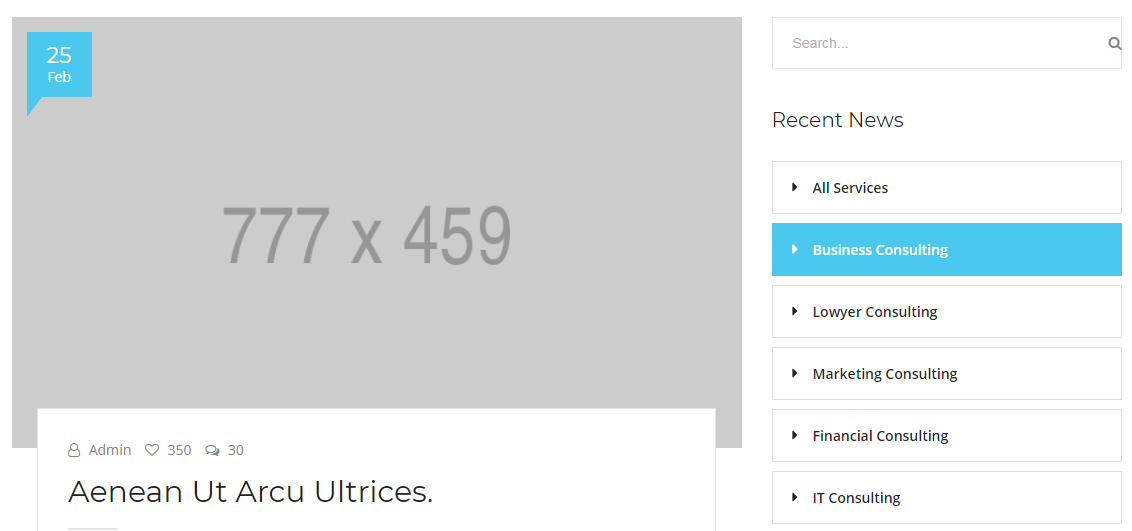 25
Feb
777 x 459
Admin 350 30
Aenean Ut Arcu Ultrices.
Search...
Recent News
All Services
Business Consulting
Lowyer Consulting
Marketing Consulting
Financial Consulting
IT Consulting